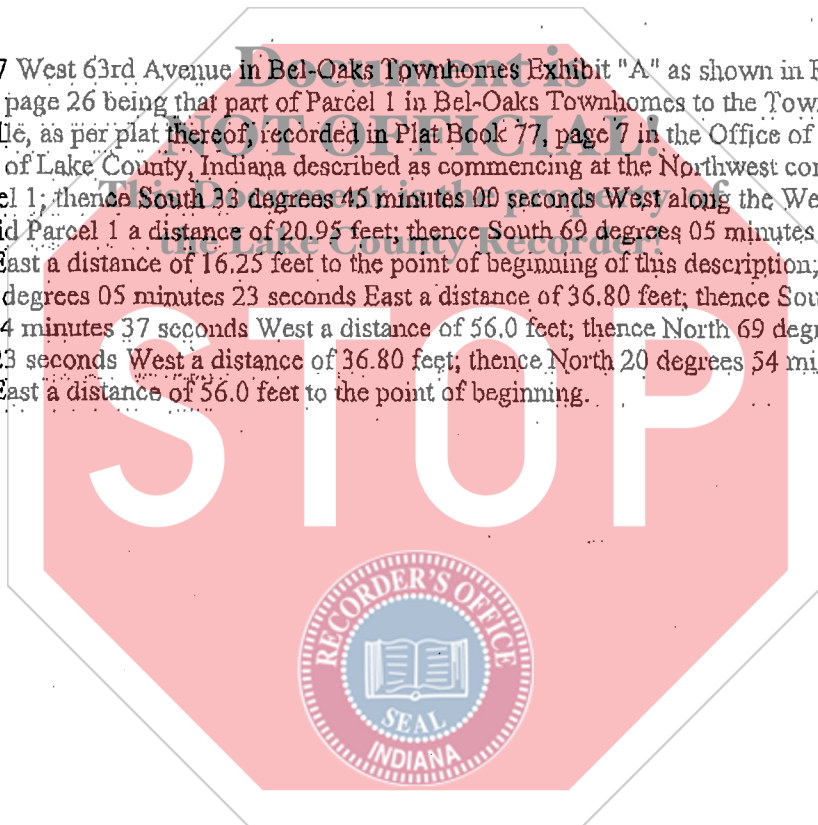 Document is
7 West 63rd Avenue in Bel-Oaks Townhomes Exhibit "A" as shown in
page 26 being that part of Parcel 1 in Bel-Oaks Townhomes to the Tow
NOT OFFICIAL!
as per plat thereof, recorded in Plat Book 77, page 7 in the Office of
of Lake County, Indiana described as commencing at the Northwest cor
el 1; thence South 33 degrees 45 minutes 00 seconds West along the We
This Document is the property of
id Parcel 1 a distance of 20.95 feet; thence South 69 degrees 05 minutes
the Lake County Recorder!
East a distance of 16.25 feet to the point of beginning of this description;
degrees 05 minutes 23 seconds East a distance of 36.80 feet; thence Sou
4 minutes 37 seconds West a distance of 56.0 feet; thence North 69 degr
3 seconds West a distance of 36.80 feet; thence North 20 degrees 54 mi
East a distance of 56.0 feet to the point of beginning.
STOP
RECORDER'S OFFICE
SEAL
INDIANA